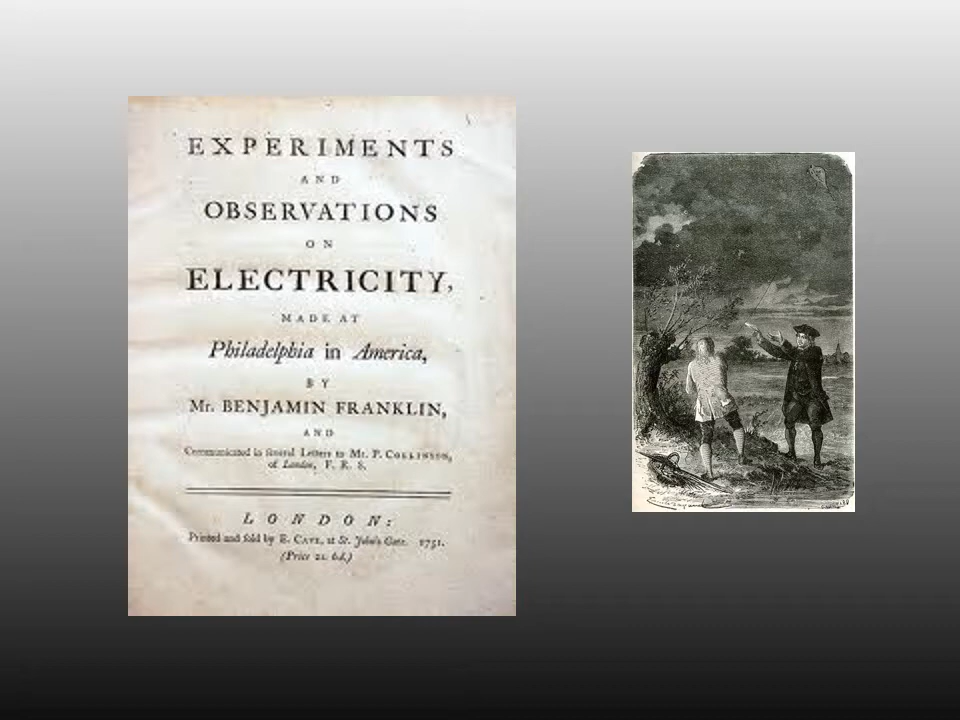 EXPERIMENTS
AND
OBSERVATIONS
ON
ELECTRICITY,
MADE AT
Philadelphia in America,
BY
Mr. BENJAMIN FRANKLIN,
AND
Communicated in several Letters to Mr. P. COLLINSON,
of London, F. R. S.
LONDON:
Printed and sold by E. CAVE, at St. John's Gate. 1751.
(Price 2s. 6d.)